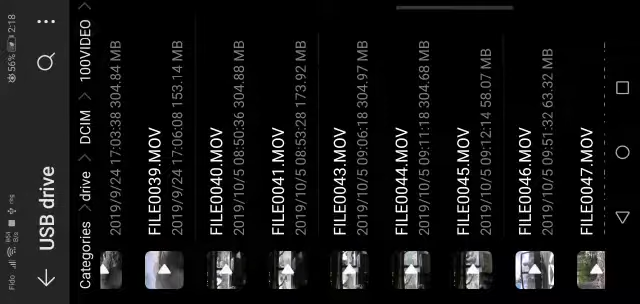 Fido
56% 2:18
USB drive
Categories
drive
DCIM
100VIDEO
2019/9/24 17:03:38 304.84 MB
FILE0039.MOV
2019/9/24 17:06:08 153.14 MB
FILE0040.MOV
2019/10/5 08:50:36 304.88 MB
FILE0041.MOV
2019/10/5 08:53:28 173.92 MB
FILE0043.MOV
2019/10/5 09:06:18 304.97 MB
FILE0044.MOV
2019/10/5 09:11:18 304.68 MB
FILE0045.MOV
2019/10/5 09:12:14 58.07 MB
FILE0046.MOV
2019/10/5 09:51:32 63.32 MB
FILE0047.MOV